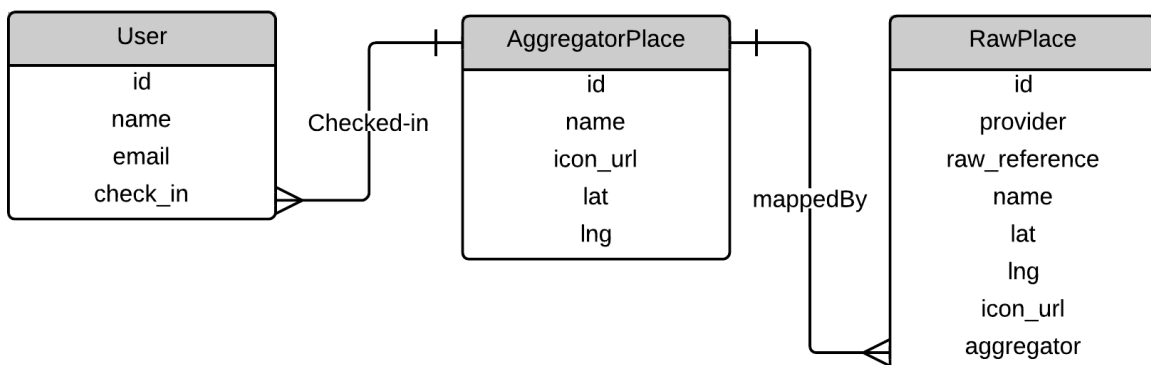 User
id
name
email
check_in
Checked-in
AggregatorPlace
id
name
icon_url
lat
lng
mappedBy
RawPlace
id
provider
raw_reference
name
lat
lng
icon_url
aggregator